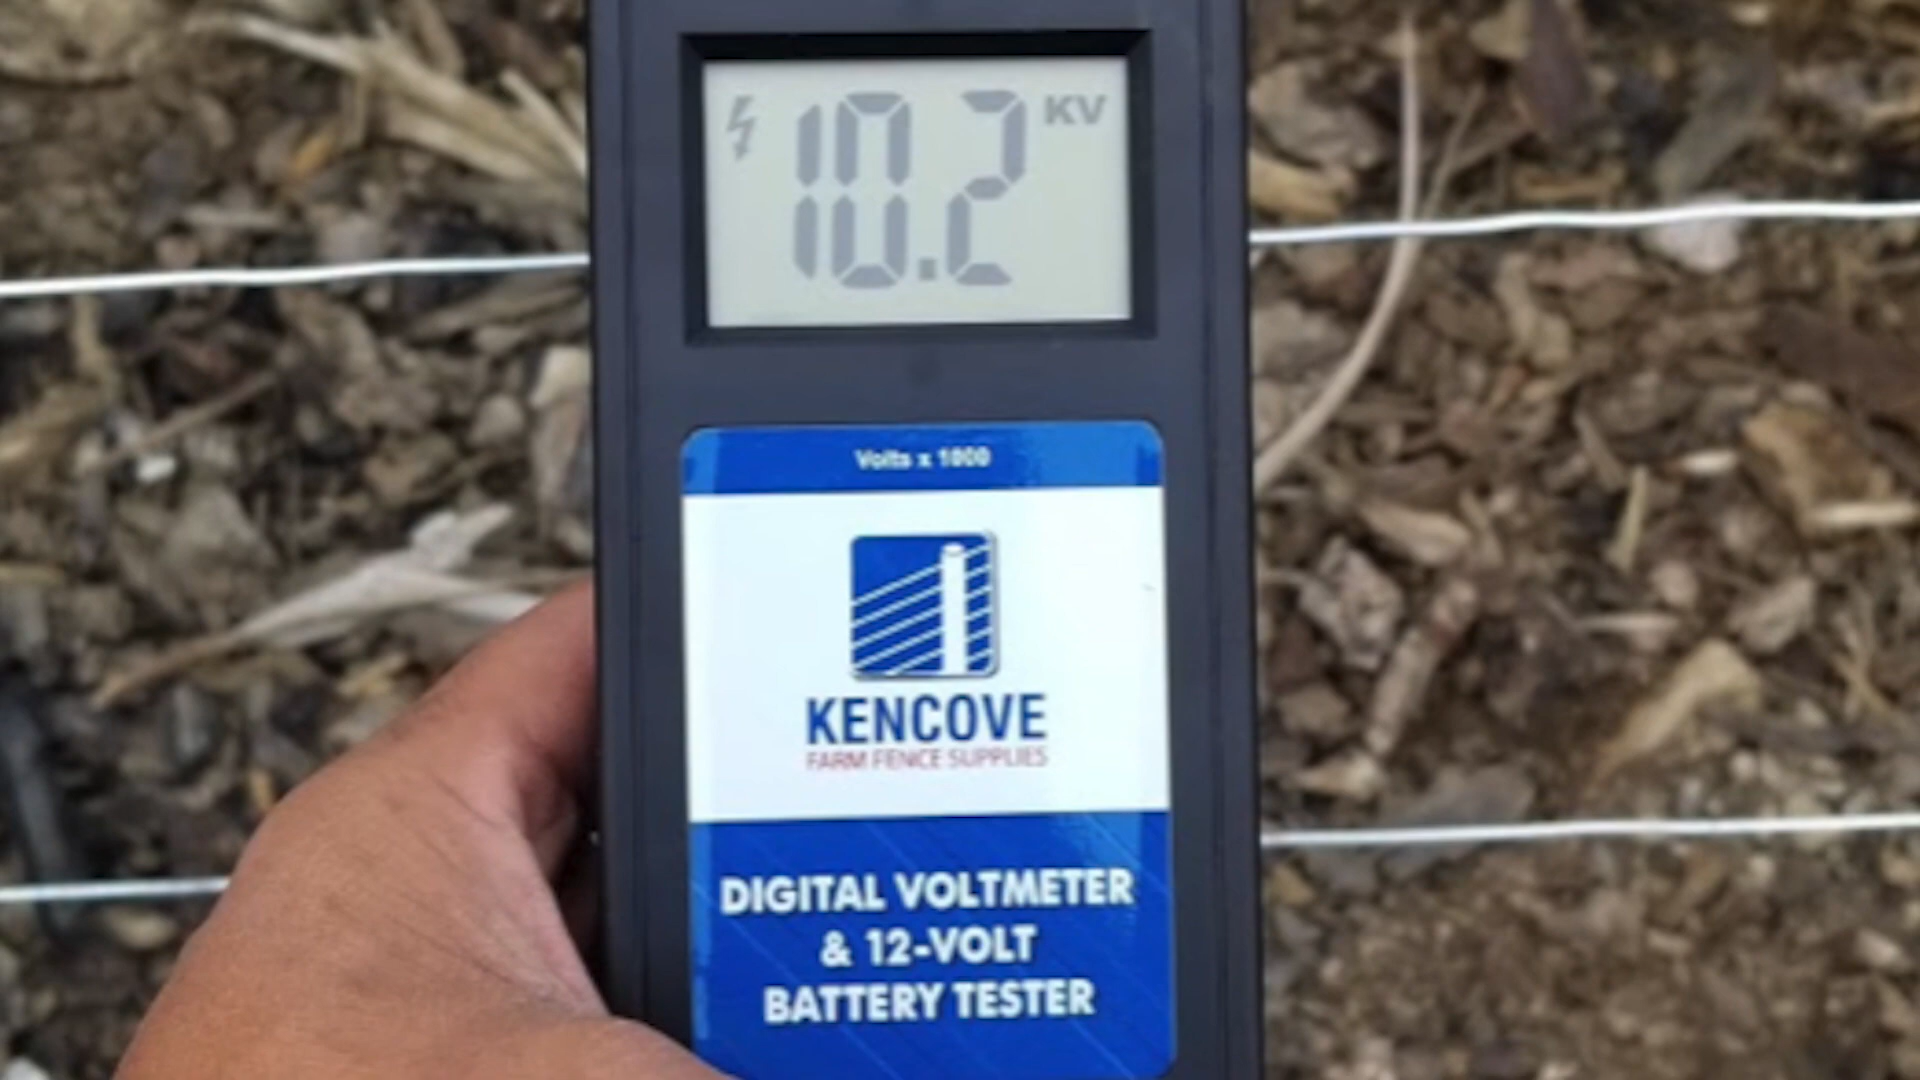 10.2 KV
Volts x 1000
KENCOVE
FARM FENCE SUPPLIES
DIGITAL VOLTMETER
& 12-VOLT
BATTERY TESTER